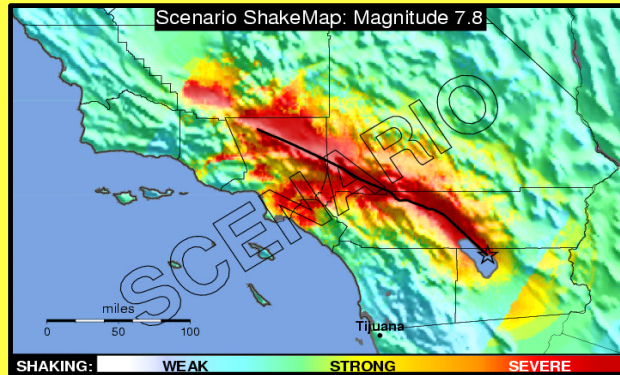 Scenario ShakeMap: Magnitude 7.8
SCENARIO
miles
0 50 100
Tijuana
SHAKING: WEAK STRONG SEVERE